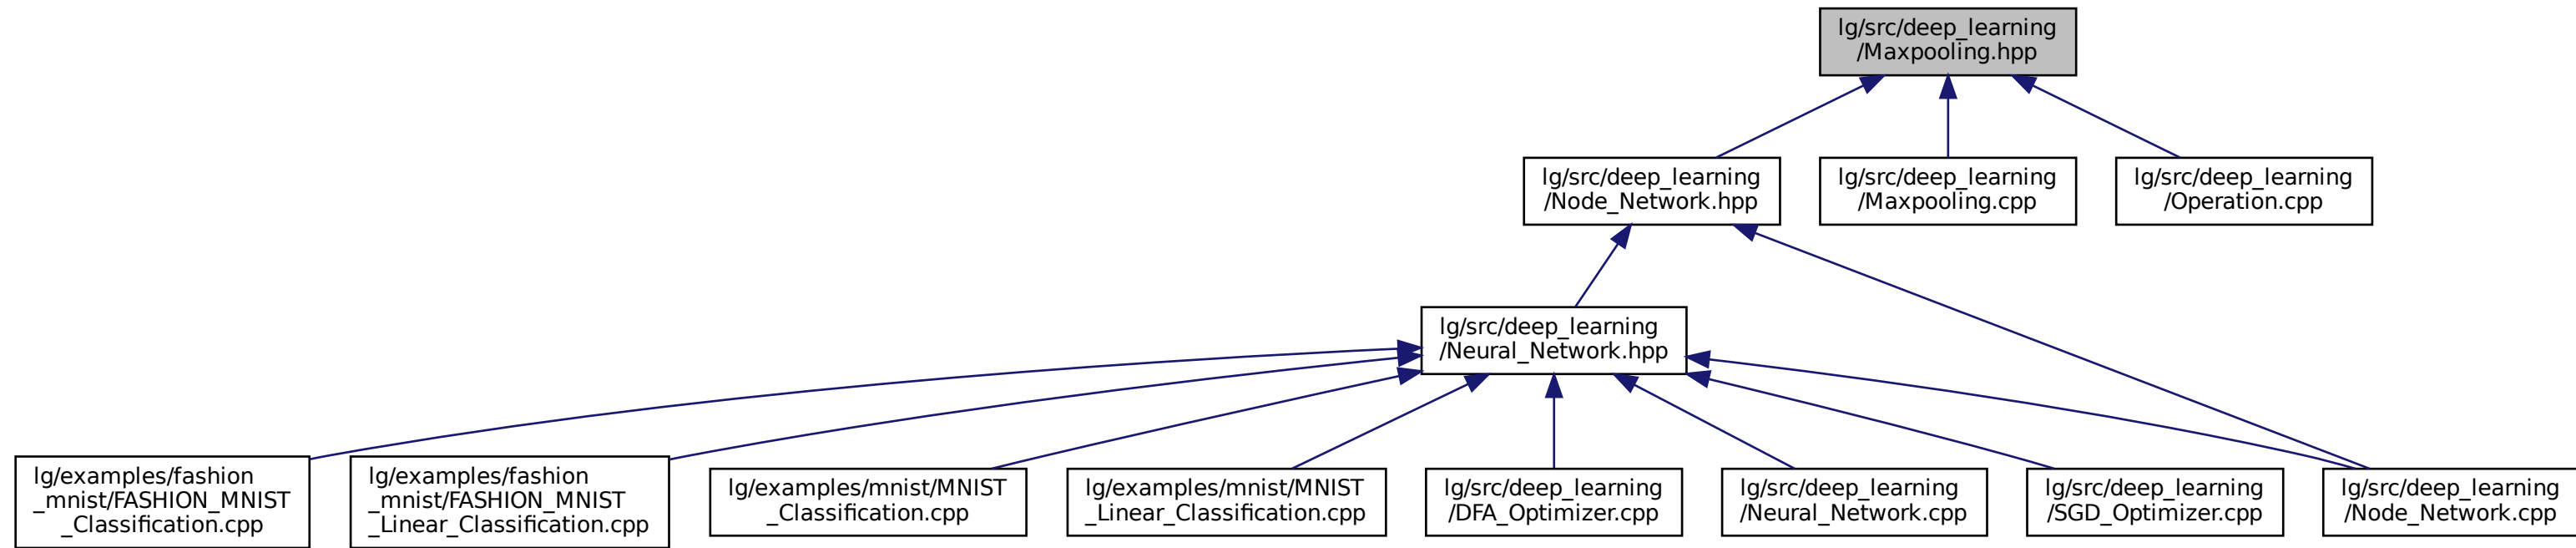 lg/src/deep_learning
/Maxpooling.hpp
lg/src/deep_learning
/Node_Network.hpp
lg/src/deep_learning
/Maxpooling.cpp
lg/src/deep_learning
/Operation.cpp
lg/src/deep_learning
/Neural_Network.hpp
lg/examples/fashion
_mnist/FASHION_MNIST
_Classification.cpp
lg/examples/fashion
_mnist/FASHION_MNIST
_Linear_Classification.cpp
lg/examples/mnist/MNIST
_Classification.cpp
lg/examples/mnist/MNIST
_Linear_Classification.cpp
lg/src/deep_learning
/DFA_Optimizer.cpp
lg/src/deep_learning
/Neural_Network.cpp
lg/src/deep_learning
/SGD_Optimizer.cpp
lg/src/deep_learning
/Node_Network.cpp